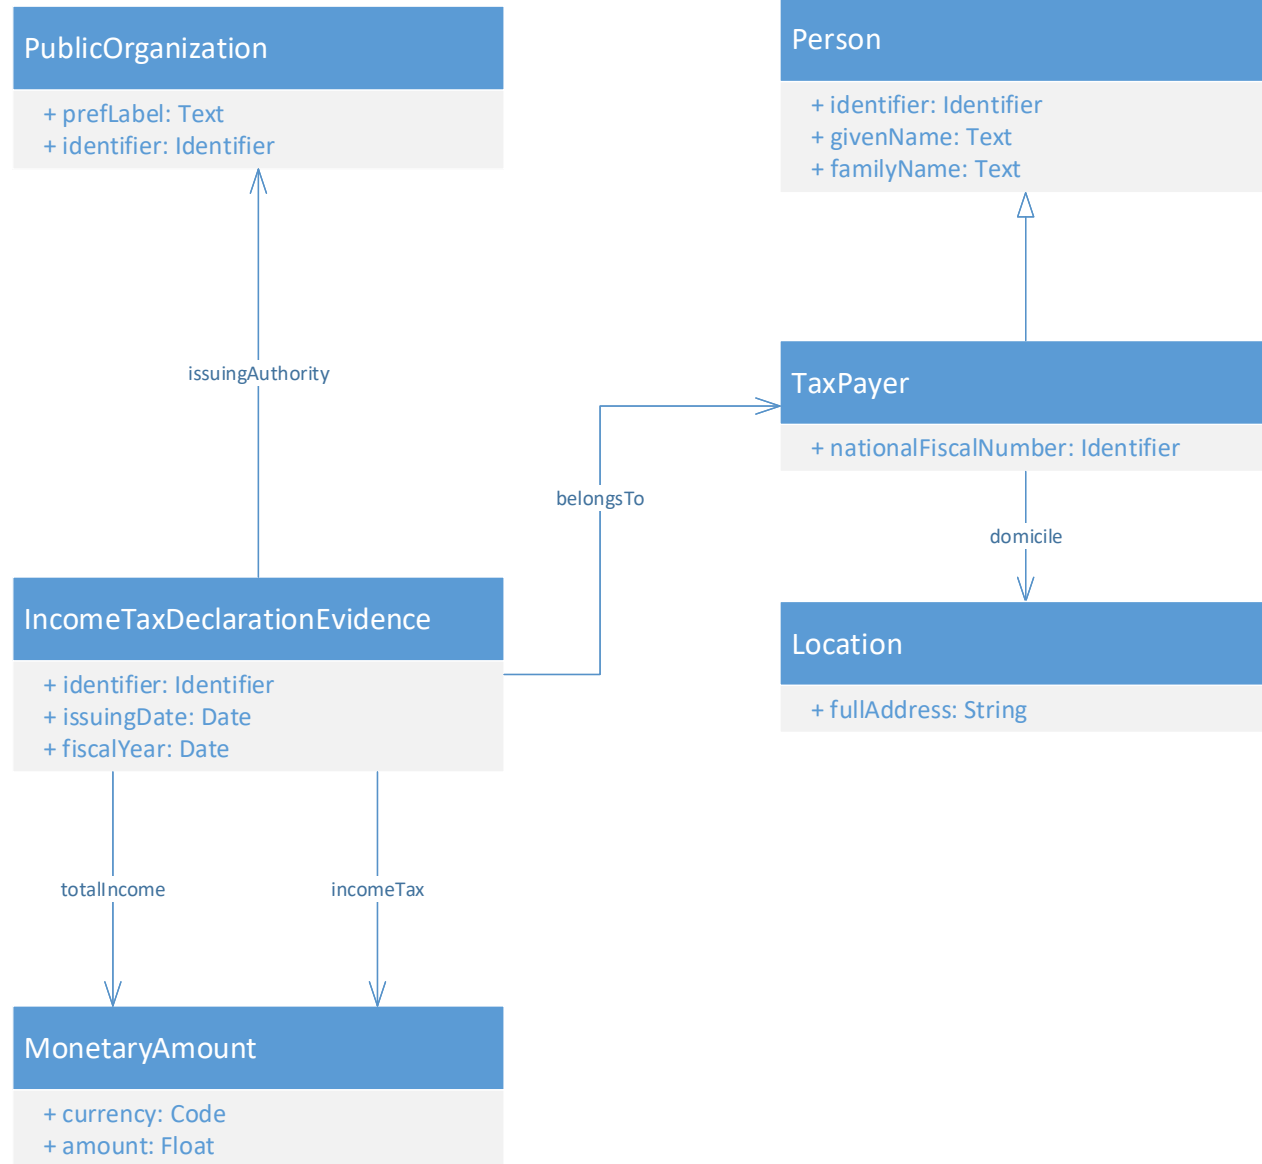 PublicOrganization
+ prefLabel: Text
+ identifier: Identifier
Person
+ identifier: Identifier
+ givenName: Text
+ familyName: Text
issuingAuthority
TaxPayer
+ nationalFiscalNumber: Identifier
belongsTo
domicile
IncomeTaxDeclarationEvidence
+ identifier: Identifier
+ issuingDate: Date
+ fiscalYear: Date
Location
+ fullAddress: String
totalIncome
incomeTax
MonetaryAmount
+ currency: Code
+ amount: Float